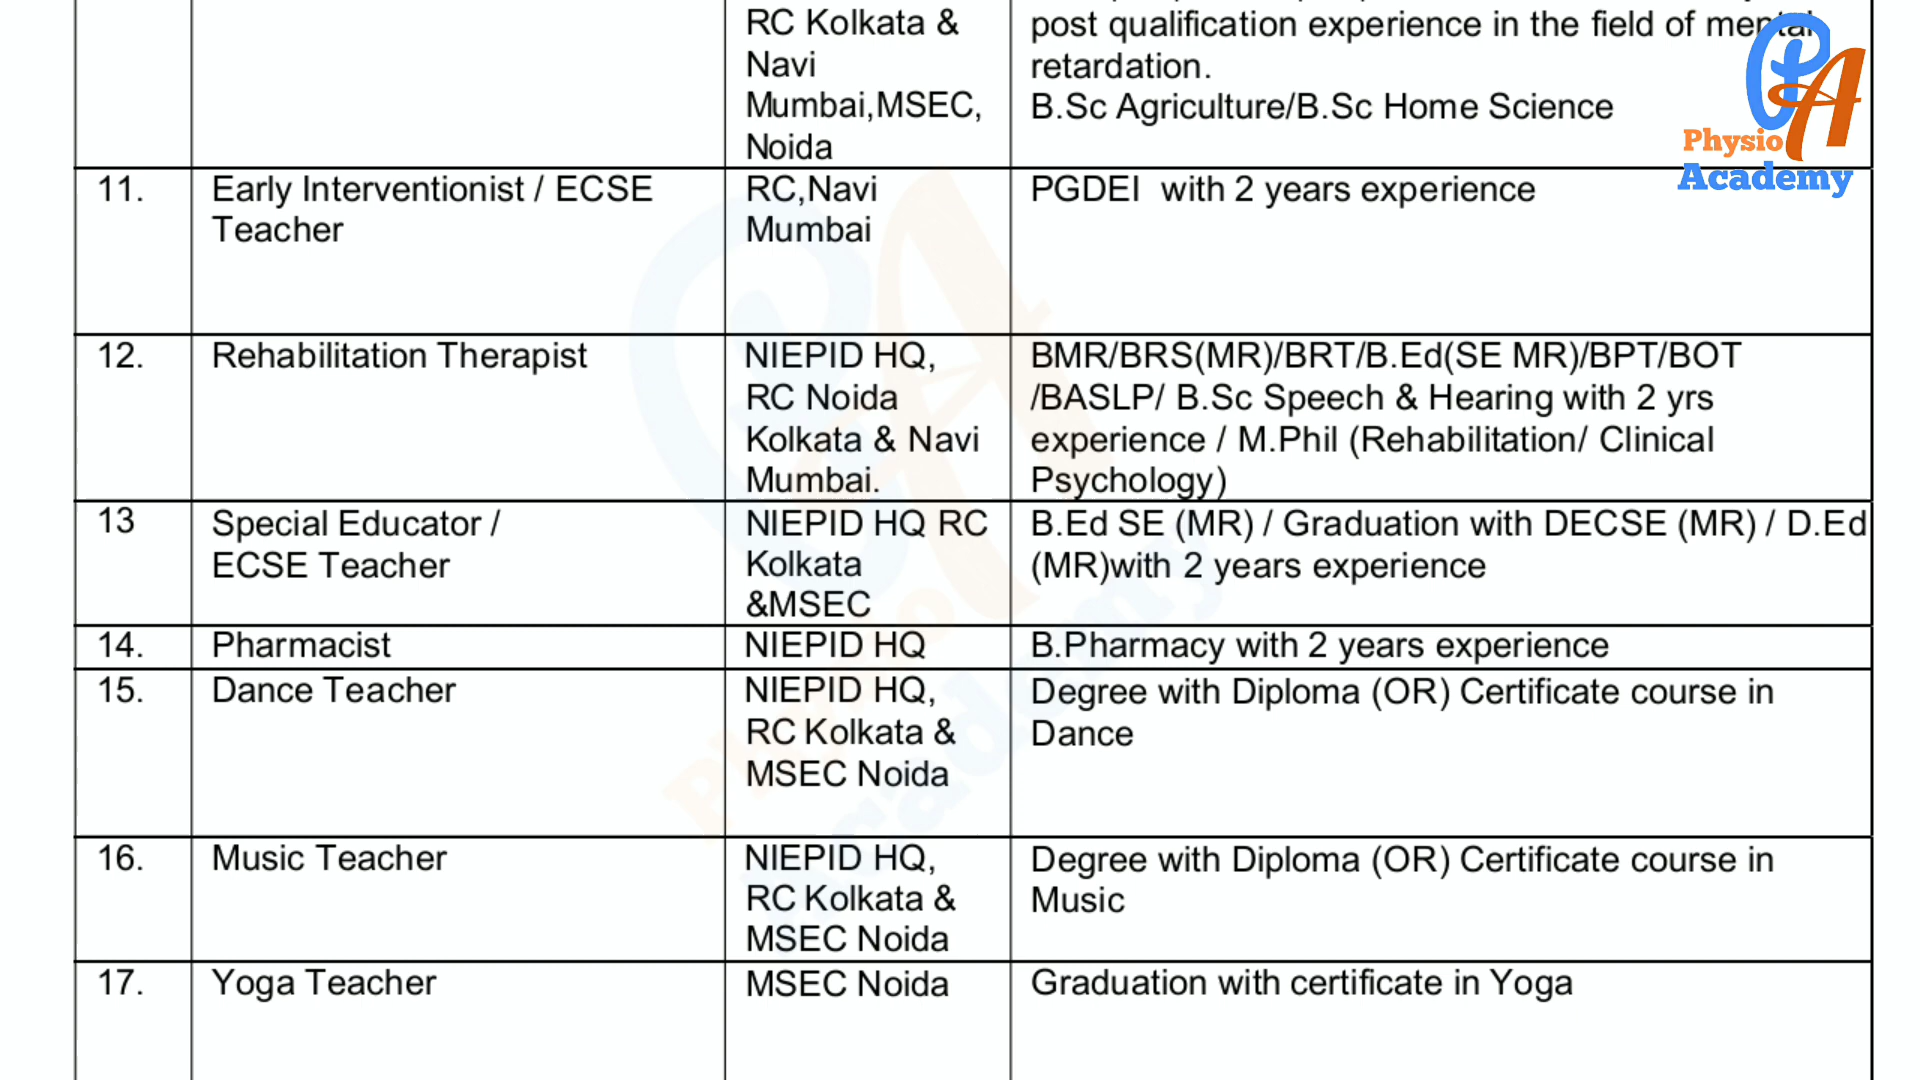 RC Kolkata &
Navi
Mumbai,MSEC,
Noida
post qualification experience in the field of mental
retardation.
B.Sc Agriculture/B.Sc Home Science
Physio
Academy
11.
Early Interventionist / ECSE
Teacher
RC,Navi
Mumbai
PGDEI with 2 years experience
12.
Rehabilitation Therapist
NIEPID HQ,
RC Noida
Kolkata & Navi
Mumbai.
BMR/BRS(MR)/BRT/B.Ed(SE MR)/BPT/BOT
/BASLP/ B.Sc Speech & Hearing with 2 yrs
experience / M.Phil (Rehabilitation/ Clinical
Psychology)
13
Special Educator /
ECSE Teacher
NIEPID HQ RC
Kolkata
&MSEC
B.Ed SE (MR) / Graduation with DECSE (MR) / D.Ed
(MR)with 2 years experience
14.
Pharmacist
NIEPID HQ
B.Pharmacy with 2 years experience
15.
Dance Teacher
NIEPID HQ,
RC Kolkata &
MSEC Noida
Degree with Diploma (OR) Certificate course in
Dance
16.
Music Teacher
NIEPID HQ,
RC Kolkata &
MSEC Noida
Degree with Diploma (OR) Certificate course in
Music
17.
Yoga Teacher
MSEC Noida
Graduation with certificate in Yoga
Physio
Academy